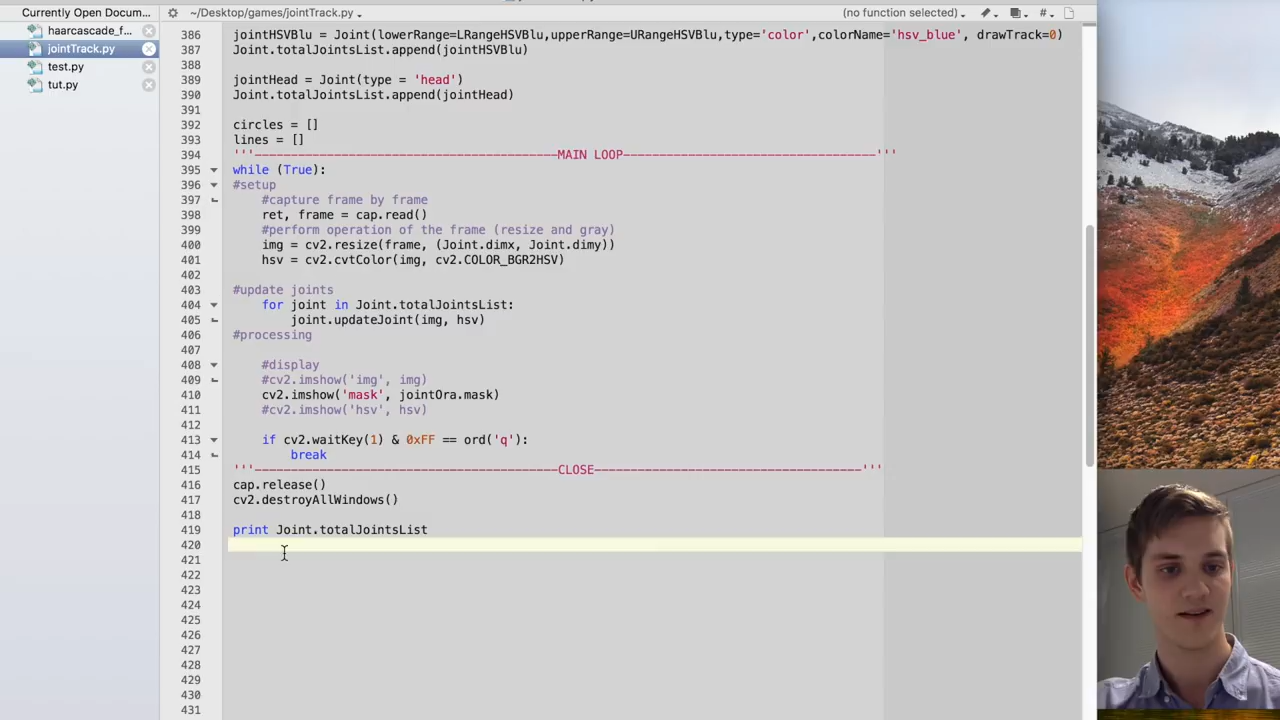 Currently Open Docum...
~/Desktop/games/jointTrack.py
(no function selected)
#
haarcascade_f...
jointTrack.py
test.py
tut.py
386 jointHSVBlu = Joint(lowerRange=LRangeHSVBlu,upperRange=URangeHSVBlu,type='color',colorName='hsv_blue', drawTrack=0)
387 Joint.totalJointsList.append(jointHSVBlu)
388
389 jointHead = Joint(type = 'head')
390 Joint.totalJointsList.append(jointHead)
391
392 circles = []
393 lines = []
394 '''------------------------------------------MAIN LOOP-----------------------------------'''
395 while (True):
396 #setup
397 #capture frame by frame
398 ret, frame = cap.read()
399 #perform operation of the frame (resize and gray)
400 img = cv2.resize(frame, (Joint.dimx, Joint.dimy))
401 hsv = cv2.cvtColor(img, cv2.COLOR_BGR2HSV)
402
403 #update joints
404 for joint in Joint.totalJointsList:
405 joint.updateJoint(img, hsv)
406 #processing
407
408 #display
409 #cv2.imshow('img', img)
410 cv2.imshow('mask', jointOra.mask)
411 #cv2.imshow('hsv', hsv)
412
413 if cv2.waitKey(1) & 0xFF == ord('q'):
414 break
415 '''------------------------------------------CLOSE-------------------------------------'''
416 cap.release()
417 cv2.destroyAllWindows()
418
419 print Joint.totalJointsList
420
421
422
423
424
425
426
427
428
429
430
431